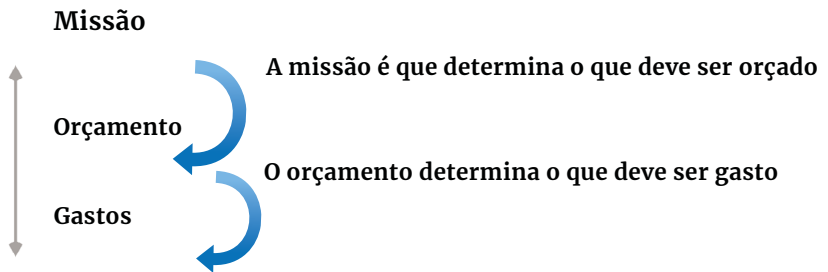 Missão
A missão é que determina o que deve ser orçado
Orçamento
O orçamento determina o que deve ser gasto
Gastos